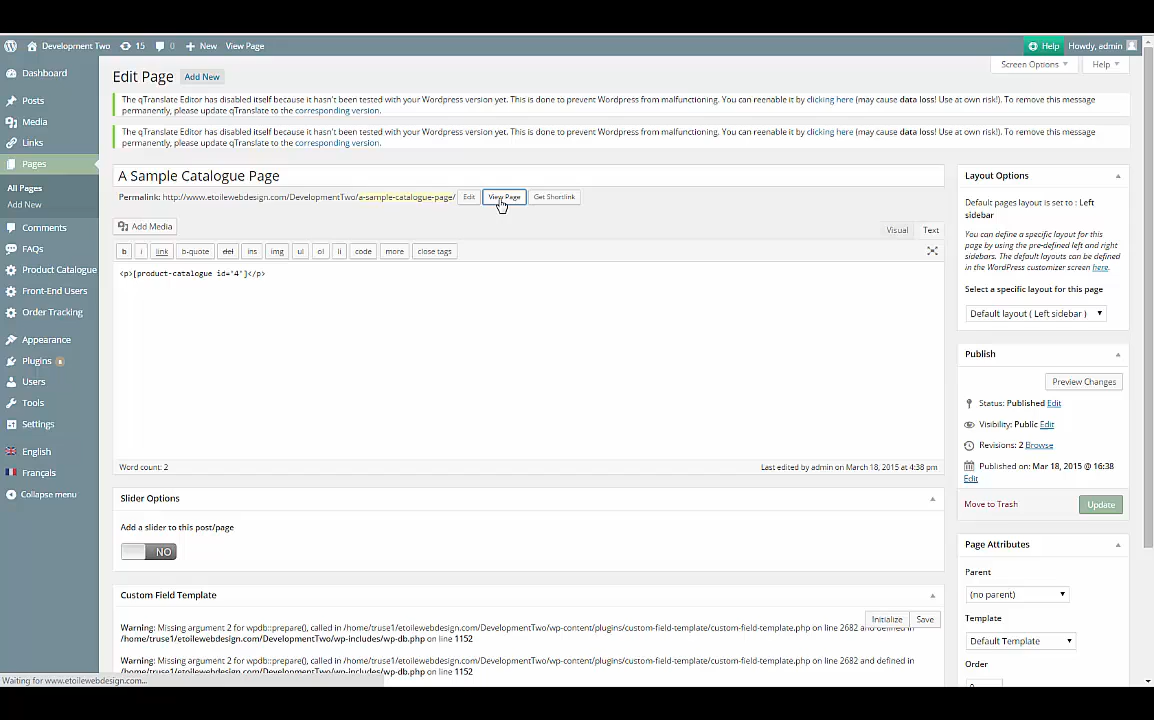 Development Two 15 0 New View Page Help Howdy, admin
Dashboard
Posts
Media
Links
Pages
All Pages
Add New
Comments
FAQs
Product Catalogue
Front-End Users
Order Tracking
Appearance
Plugins 8
Users
Tools
Settings
English
Français
Collapse menu
Screen Options Help
Edit Page Add New
The qTranslate Editor has disabled itself because it hasn't been tested with your Wordpress version yet. This is done to prevent Wordpress from malfunctioning. You can reenable it by clicking here (may cause data loss! Use at own risk!). To remove this message
permanently, please update qTranslate to the corresponding version.
The qTranslate Editor has disabled itself because it hasn't been tested with your Wordpress version yet. This is done to prevent Wordpress from malfunctioning. You can reenable it by clicking here (may cause data loss! Use at own risk!). To remove this message
permanently, please update qTranslate to the corresponding version.
A Sample Catalogue Page
Permalink: http://www.etoilewebdesign.com/DevelopmentTwo/a-sample-catalogue-page/ Edit View Page Get Shortlink
Add Media
Visual Text
b i link b-quote del ins img ul ol li code more close tags
<p>[product-catalogue id="4"]</p>
Word count: 2 Last edited by admin on March 18, 2015 at 4:38 pm
Slider Options
Add a slider to this post/page
NO
Custom Field Template
Initialize Save
Warning: Missing argument 2 for wpdb::prepare(), called in /home/truse1/etoilewebdesign.com/DevelopmentTwo/wp-content/plugins/custom-field-template/custom-field-template.php on line 2682 and defined in
/home/truse1/etoilewebdesign.com/DevelopmentTwo/wp-includes/wp-db.php on line 1152
Warning: Missing argument 2 for wpdb::prepare(), called in /home/truse1/etoilewebdesign.com/DevelopmentTwo/wp-content/plugins/custom-field-template/custom-field-template.php on line 2682 and defined in
/home/truse1/etoilewebdesign.com/DevelopmentTwo/wp-includes/wp-db.php on line 1152
Layout Options
Default pages layout is set to : Left
sidebar
You can define a specific layout for this
page by using the pre-defined left and right
sidebars. The default layouts can be defined
in the WordPress customizer screen here.
Select a specific layout for this page
Default layout ( Left sidebar )
Publish
Preview Changes
Status: Published Edit
Visibility: Public Edit
Revisions: 2 Browse
Published on: Mar 18, 2015 @ 16:38
Edit
Move to Trash Update
Page Attributes
Parent
(no parent)
Template
Default Template
Order
Waiting for www.etoilewebdesign.com...